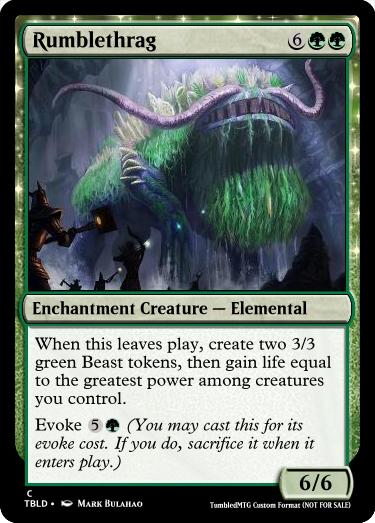 Rumblethrag 6
Enchantment Creature — Elemental
When this leaves play, create two 3/3
green Beast tokens, then gain life equal
to the greatest power among creatures
you control.
Evoke 5 (You may cast this for its
evoke cost. If you do, sacrifice it when it
enters play.)
6/6
C
TBLD • Mark Bulahao
TumbledMTG Custom Format (NOT FOR SALE)